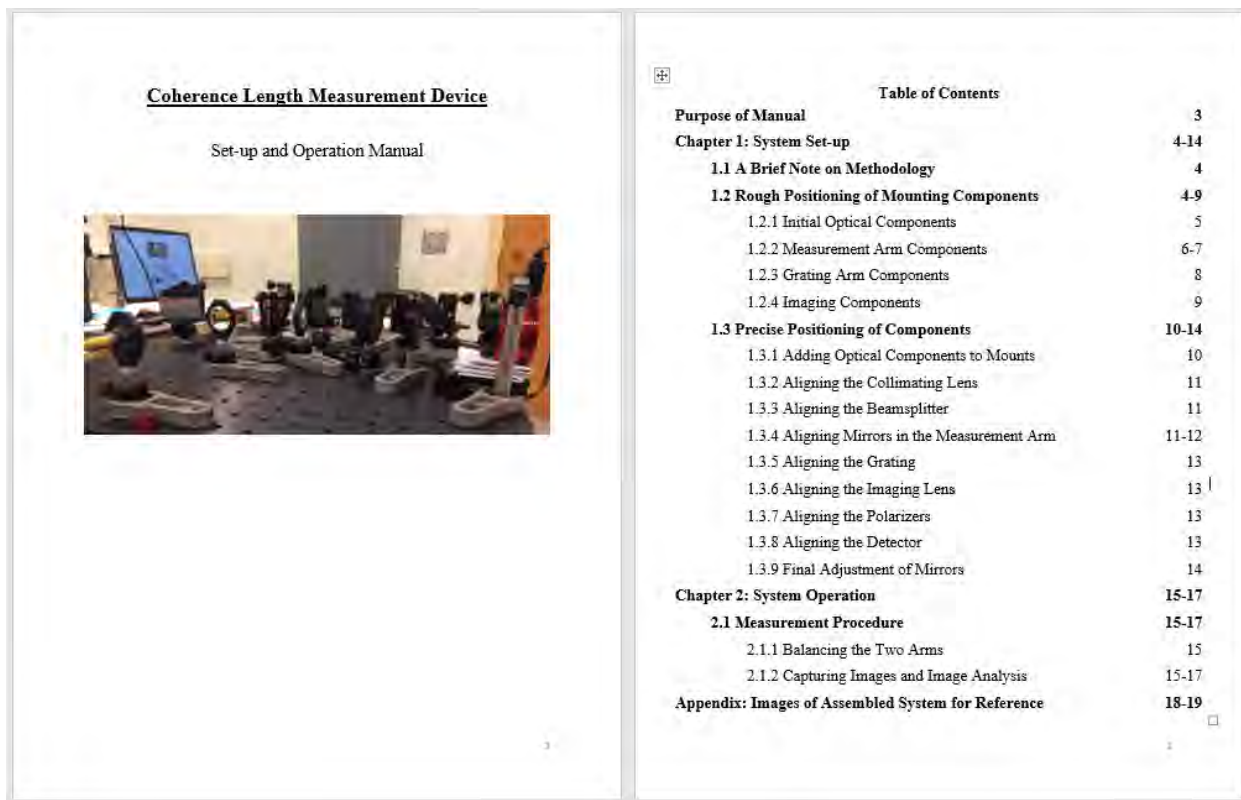 Coherence Length Measurement Device
Set-up and Operation Manual
Table of Contents
Purpose of Manual 3
Chapter 1: System Set-up 4-14
1.1 A Brief Note on Methodology 4
1.2 Rough Positioning of Mounting Components 4-9
1.2.1 Initial Optical Components 5
1.2.2 Measurement Arm Components 6-7
1.2.3 Grating Arm Components 8
1.2.4 Imaging Components 9
1.3 Precise Positioning of Components 10-14
1.3.1 Adding Optical Components to Mounts 10
1.3.2 Aligning the Collimating Lens 11
1.3.3 Aligning the Beamsplitter 11
1.3.4 Aligning Mirrors in the Measurement Arm 11-12
1.3.5 Aligning the Grating 13
1.3.6 Aligning the Imaging Lens 13
1.3.7 Aligning the Polarizers 13
1.3.8 Aligning the Detector 13
1.3.9 Final Adjustment of Mirrors 14
Chapter 2: System Operation 15-17
2.1 Measurement Procedure 15-17
2.1.1 Balancing the Two Arms 15
2.1.2 Capturing Images and Image Analysis 15-17
Appendix: Images of Assembled System for Reference 18-19